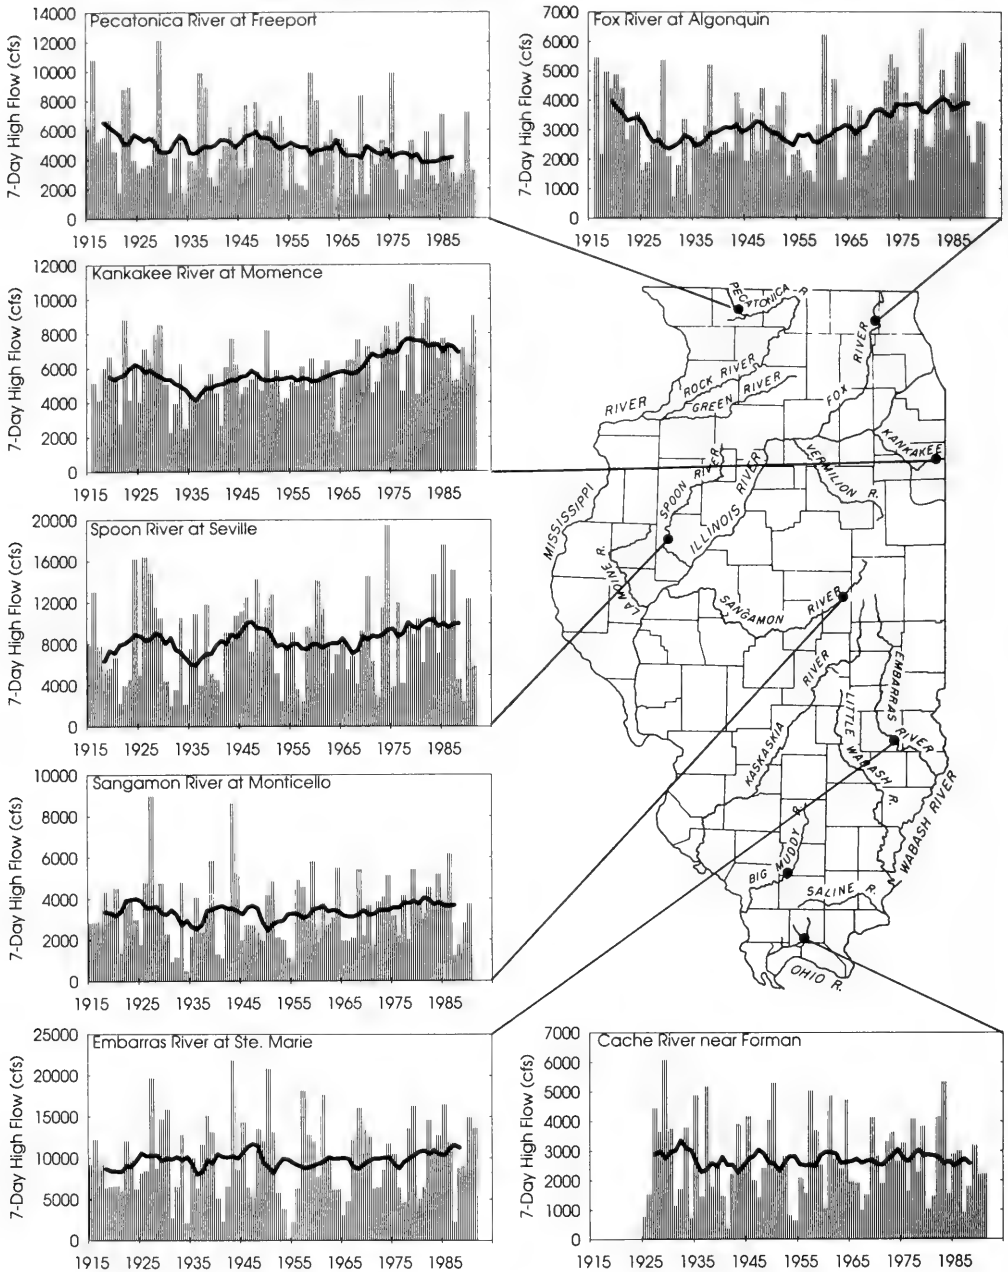 Pecatonica River at Freeport
7-Day High Flow (cfs)
14000
12000
10000
8000
6000
4000
2000
0
1915 1925 1935 1945 1955 1965 1975 1985
Fox River at Algonquin
7-Day High Flow (cfs)
7000
6000
5000
4000
3000
2000
1000
0
1915 1925 1935 1945 1955 1965 1975 1985
Kankakee River at Momence
7-Day High Flow (cfs)
12000
10000
8000
6000
4000
2000
0
1915 1925 1935 1945 1955 1965 1975 1985
Spoon River at Seville
7-Day High Flow (cfs)
20000
16000
12000
8000
4000
0
1915 1925 1935 1945 1955 1965 1975 1985
Sangamon River at Monticello
7-Day High Flow (cfs)
10000
8000
6000
4000
2000
0
1915 1925 1935 1945 1955 1965 1975 1985
Embarras River at Ste. Marie
7-Day High Flow (cfs)
25000
20000
15000
10000
5000
0
1915 1925 1935 1945 1955 1965 1975 1985
Cache River near Forman
7-Day High Flow (cfs)
7000
6000
5000
4000
3000
2000
1000
0
1915 1925 1935 1945 1955 1965 1975 1985
PECATONICA R.
FOX RIVER
ROCK RIVER
GREEN RIVER
MISSISSIPPI RIVER
KANKAKEE
VERMILION R.
SPOON RIVER
ILLINOIS RIVER
LA MOINE R.
SANGAMON RIVER
KASKASKIA RIVER
EMBARRAS RIVER
LITTLE WABASH R.
WABASH RIVER
BIG MUDDY R.
SALINE R.
OHIO R.